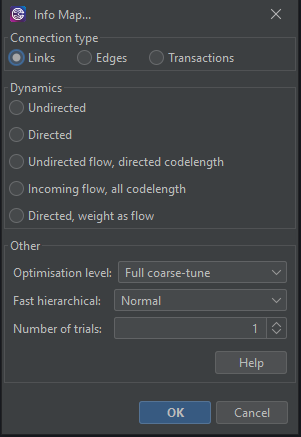 Info Map...
Connection type
Links Edges Transactions
Dynamics
Undirected
Directed
Undirected flow, directed codelength
Incoming flow, all codelength
Directed, weight as flow
Other
Optimisation level: Full coarse-tune
Fast hierarchical: Normal
Number of trials: 1
Help
OK Cancel